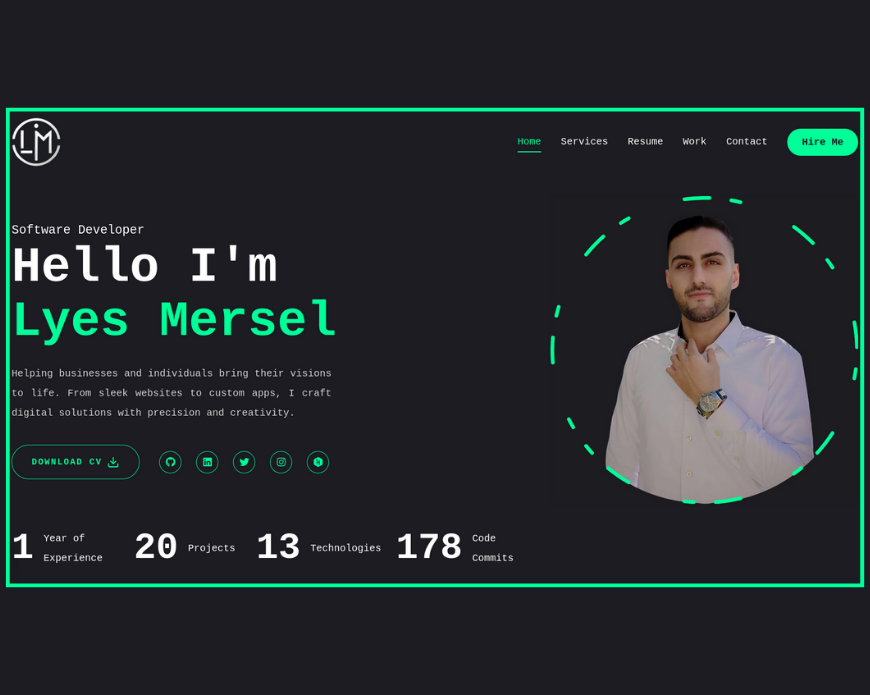 LM
Home Services Resume Work Contact Hire Me
Software Developer
Hello I'm
Lyes Mersel
Helping businesses and individuals bring their visions
to life. From sleek websites to custom apps, I craft
digital solutions with precision and creativity.
DOWNLOAD CV
1 Year of
Experience
20 Projects
13 Technologies
178 Code
Commits